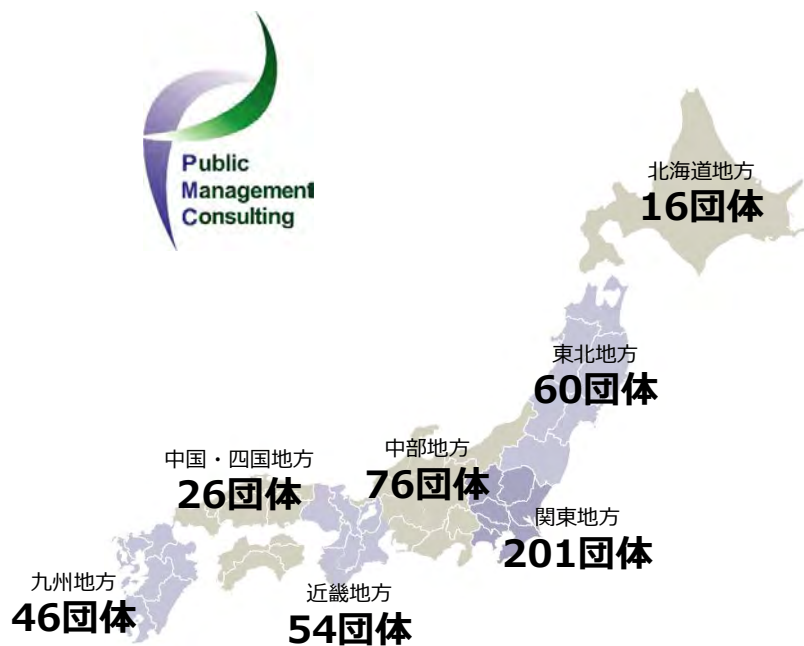 Public
Management
Consulting
北海道地方
16団体
東北地方
60団体
中部地方
76団体
中国・四国地方
26団体
関東地方
201団体
九州地方
46団体
近畿地方
54団体